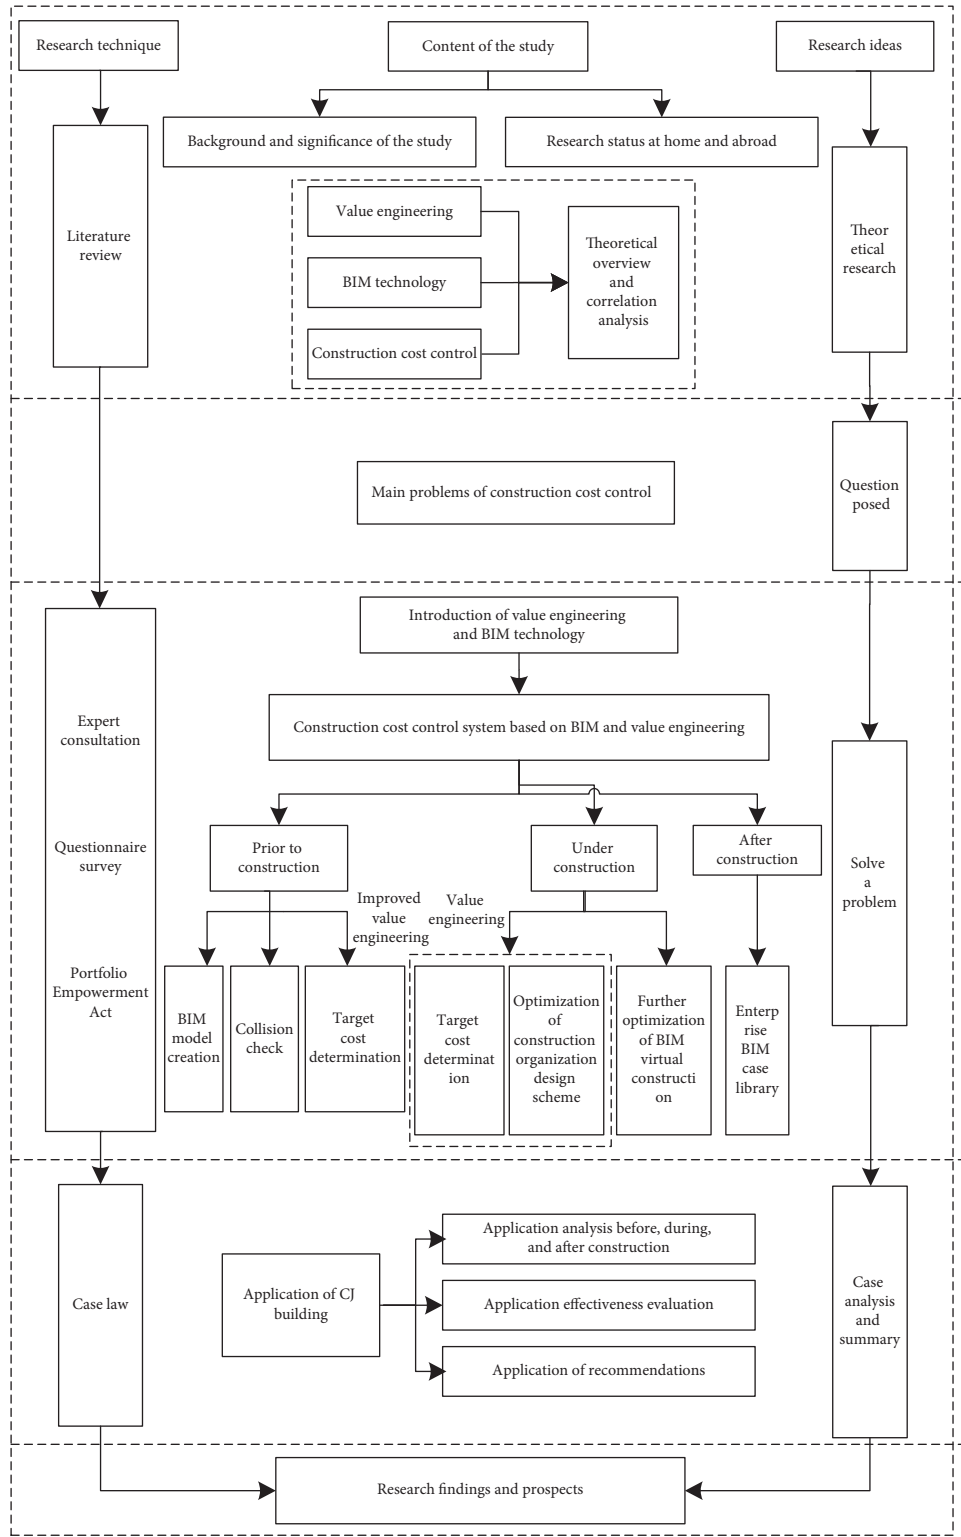 Research technique
Content of the study
Research ideas
Background and significance of the study
Research status at home and abroad
Literature
review
Value engineering
BIM technology
Construction cost control
Theoretical
overview
and
correlation
analysis
Theor
etical
research
Main problems of construction cost control
Question
posed
Introduction of value engineering
and BIM technology
Construction cost control system based on BIM and value engineering
Expert
consultation
Questionnaire
survey
Portfolio
Empowerment
Act
Prior to
construction
Under
construction
After
construction
Solve
a
problem
Improved
value
engineering
Value
engineering
BIM
model
creation
Collision
check
Target
cost
determination
Target
cost
determinat
ion
Optimization
of
construction
organization
design
scheme
Further
optimization
of BIM
virtual
constructi
on
Enterp
rise
BIM
case
library
Case law
Application of CJ
building
Application analysis before, during,
and after construction
Application effectiveness evaluation
Application of recommendations
Case
analysis
and
summary
Research findings and prospects